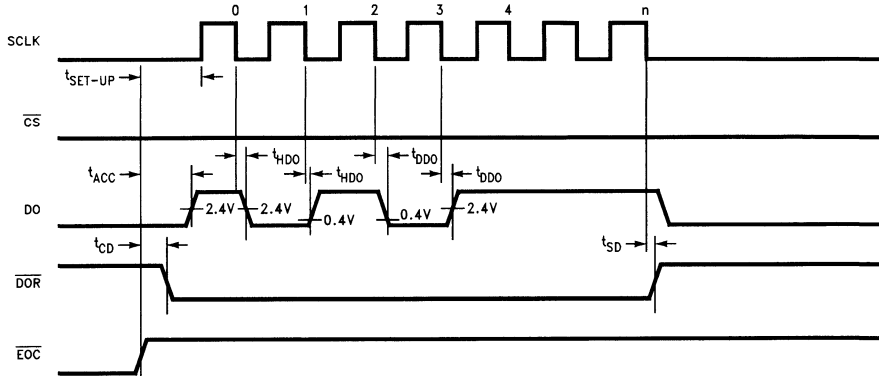 0 1 2 3 4 n
SCLK
tSET-UP
CS
tHDO tDDO
tACC tHDO tDDO
DO 2.4V 2.4V 0.4V 0.4V 2.4V
tCD tSD
DOR
EOC